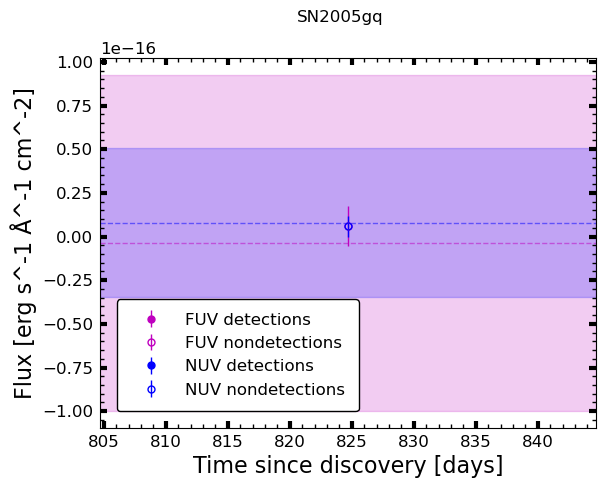 SN2005gq
1e−16
1.00
0.75
0.50
0.25
0.00
−0.25
−0.50
−0.75
−1.00
Flux [erg s^-1 Å^-1 cm^-2]
FUV detections
FUV nondetections
NUV detections
NUV nondetections
805 810 815 820 825 830 835 840
Time since discovery [days]